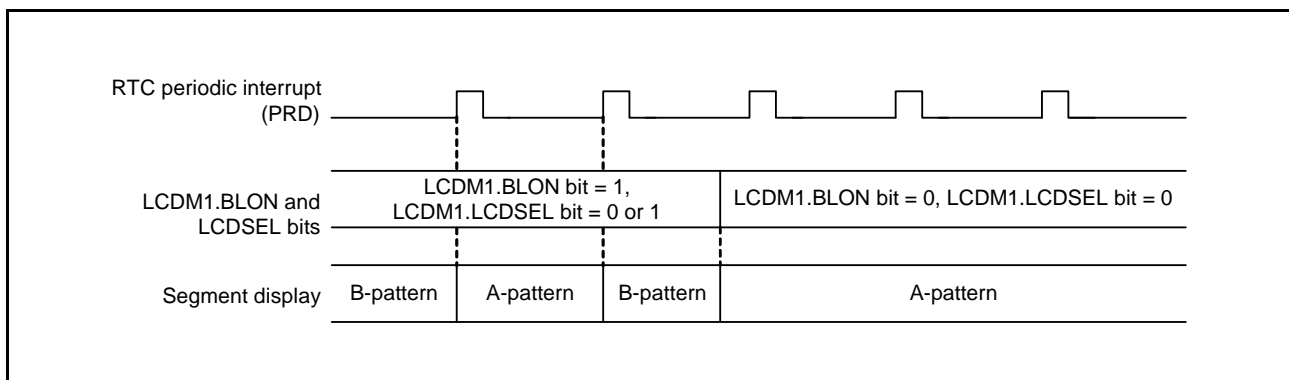 RTC periodic interrupt
(PRD)
LCDM1.BLON and
LCDSEL bits
LCDM1.BLON bit = 1,
LCDM1.LCDSEL bit = 0 or 1
LCDM1.BLON bit = 0, LCDM1.LCDSEL bit = 0
Segment display
B-pattern
A-pattern
B-pattern
A-pattern